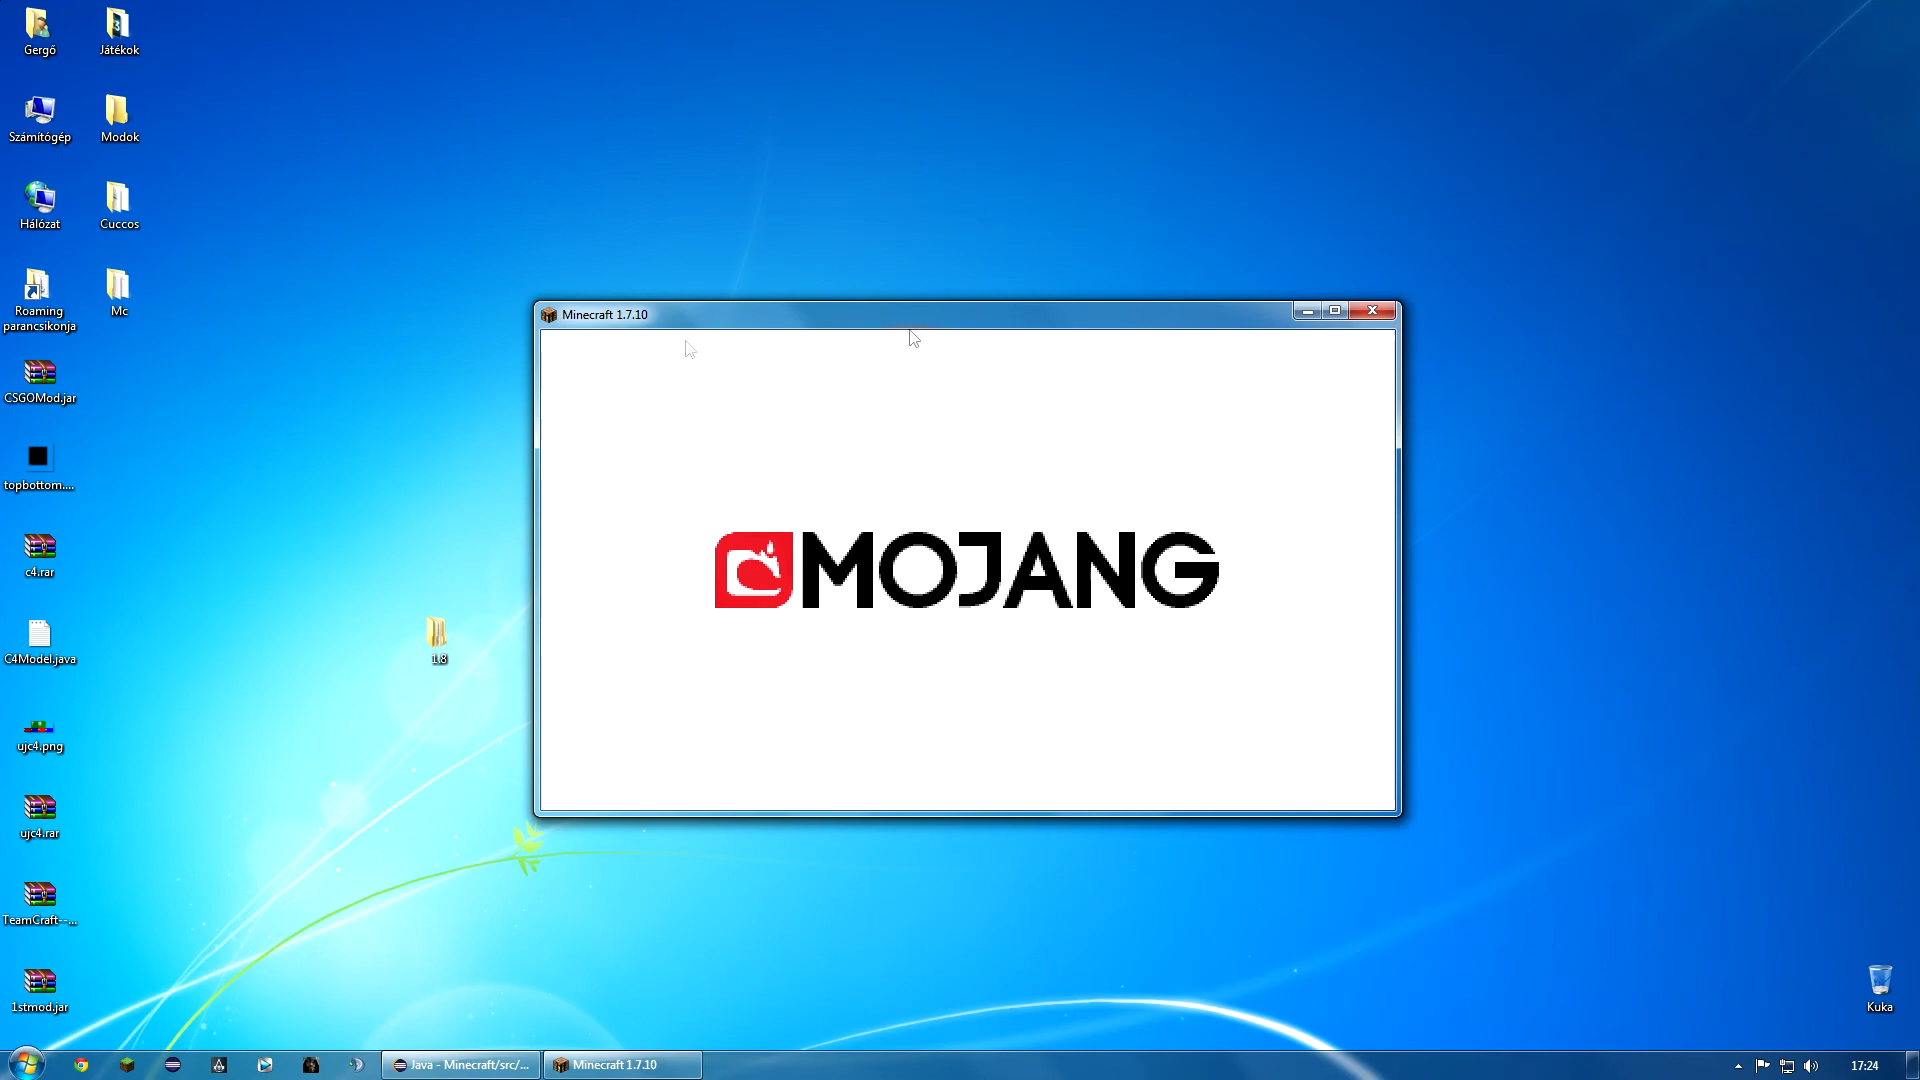 Gergő
Játékok
Számítógép
Modok
Hálózat
Cuccos
Roaming
parancsikonja
Mc
CSGOMod.jar
topbottom....
c4.rar
C4Model.java
ujc4.png
ujc4.rar
TeamCraft--...
1stmod.jar
1.8
Minecraft 1.7.10
MOJANG
Kuka
Java - Minecraft/src/...
Minecraft 1.7.10
17:24